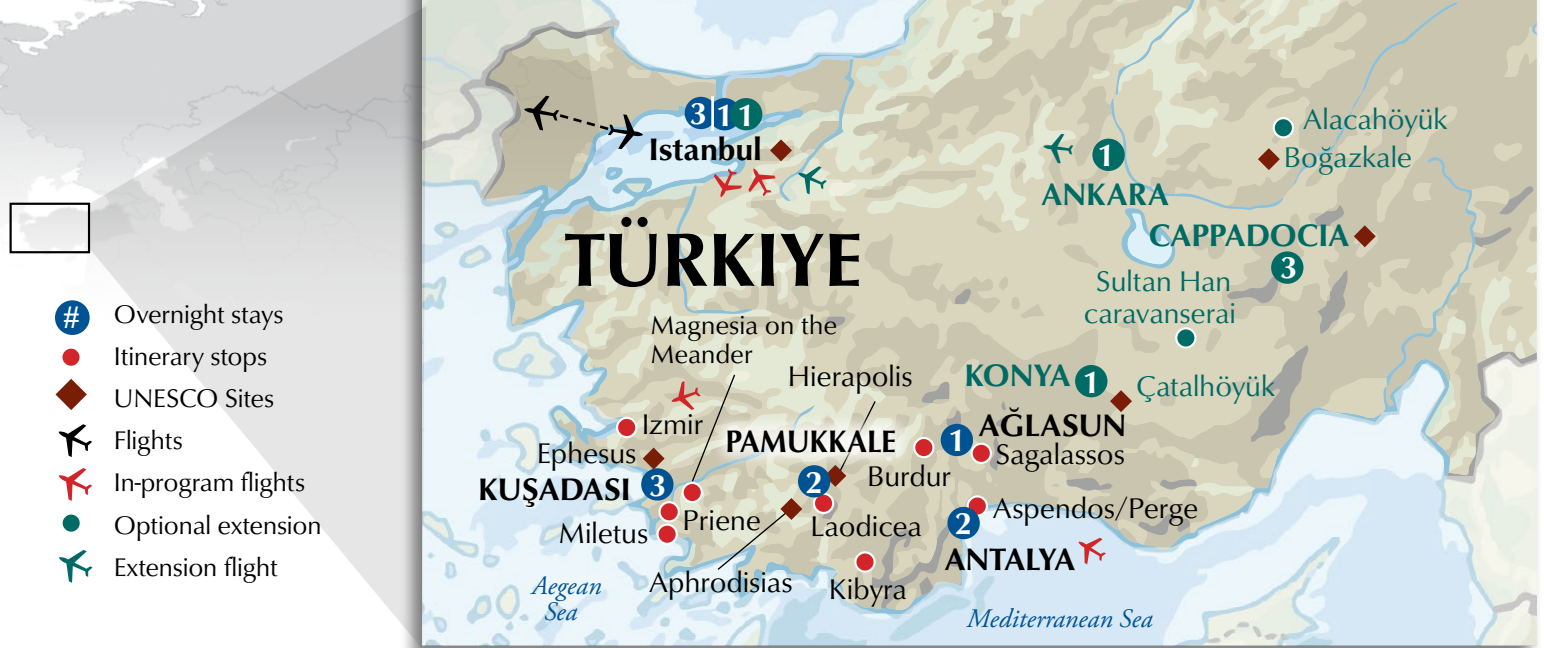 #
Overnight stays
Itinerary stops
UNESCO Sites
Flights
In-program flights
Optional extension
Extension flight
3|1 1
Istanbul
TÜRKIYE
1
ANKARA
Alacahöyük
Boğazkale
CAPPADOCIA
3
Sultan Han
caravanserai
KONYA 1
Çatalhöyük
Magnesia on the
Meander
Hierapolis
Izmir
Ephesus
KUŞADASI 3
Priene
Miletus
PAMUKKALE
2
Laodicea
Aphrodisias
Kibyra
Burdur
1 AĞLASUN
Sagalassos
Aspendos/Perge
2
ANTALYA
Aegean
Sea
Mediterranean Sea